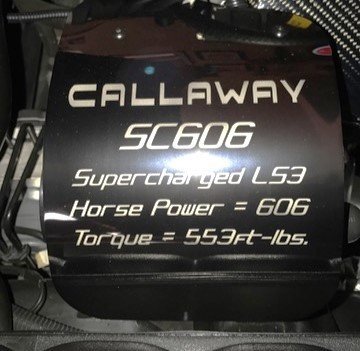 CALLAWAY
SC606
Supercharged LS3
Horse Power = 606
Torque = 553ft-lbs.